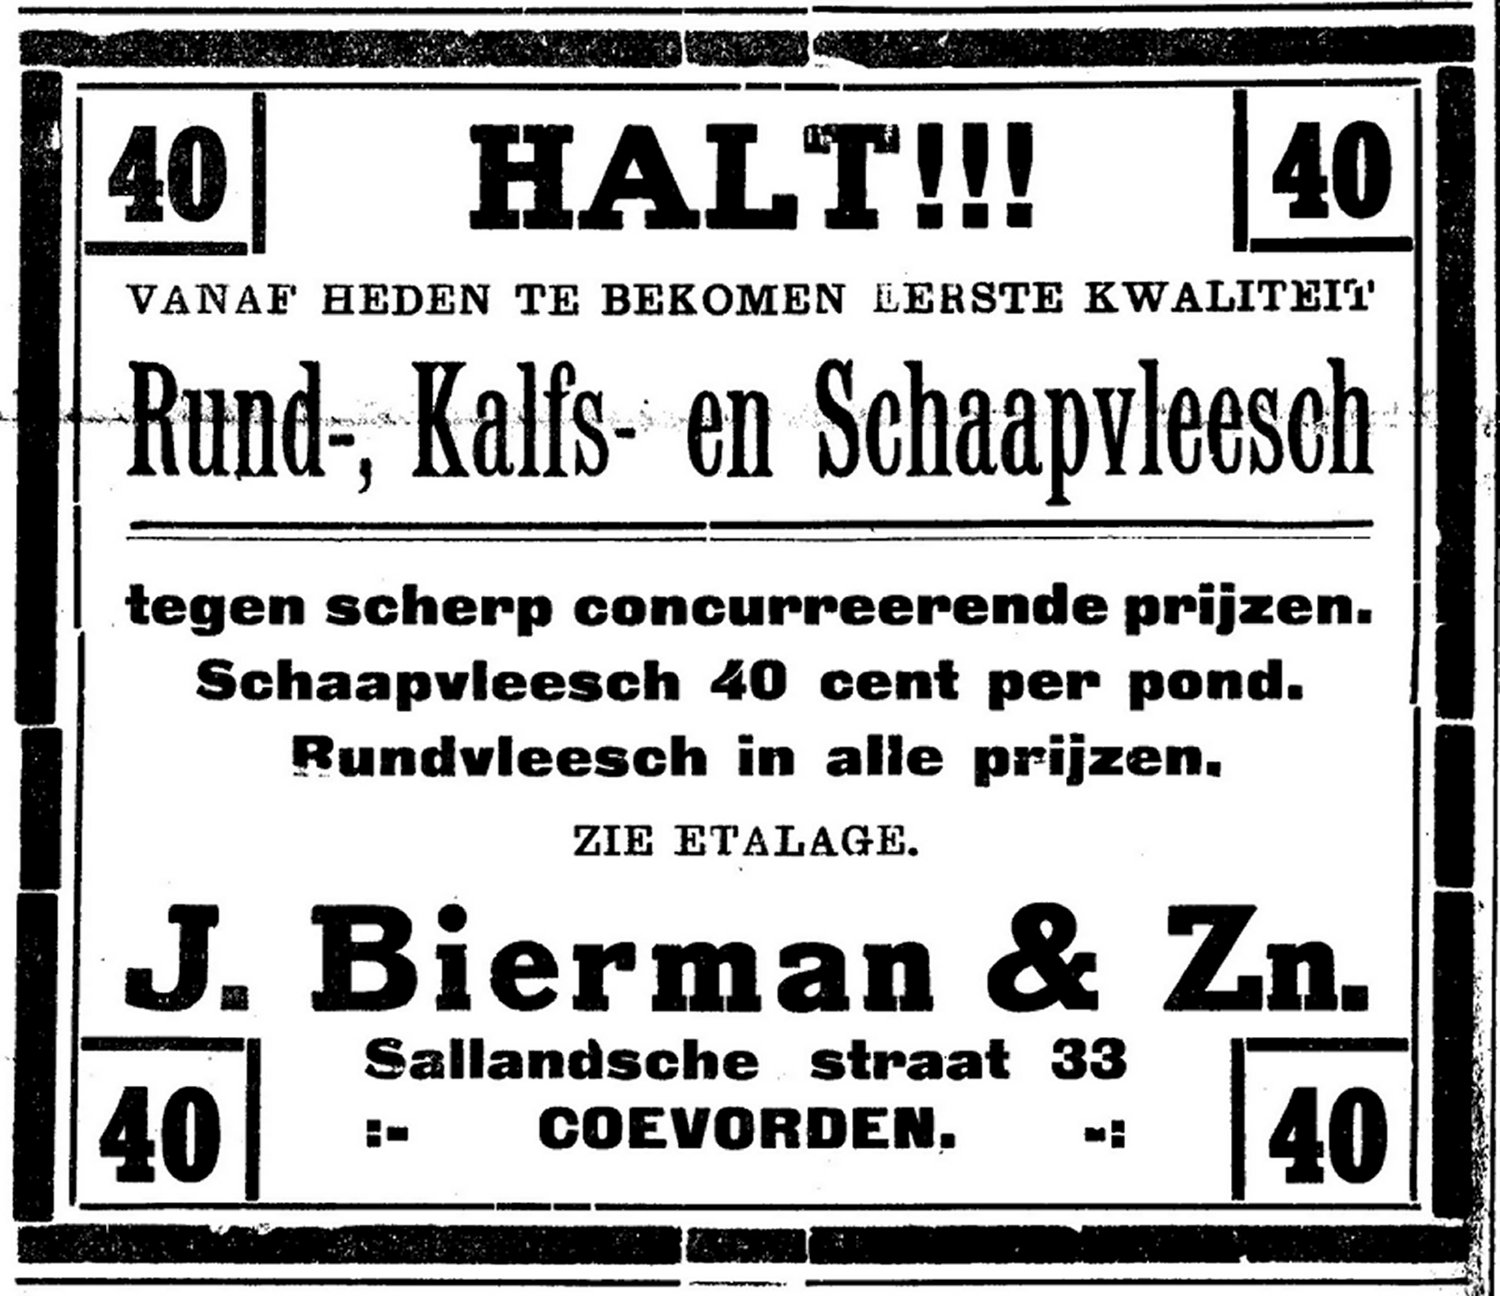 40 HALT!!! 40
VANAF HEDEN TE BEKOMEN EERSTE KWALITEIT
Rund-, Kalfs- en Schaapvleesch
tegen scherp concurreerende prijzen.
Schaapvleesch 40 cent per pond.
Rundvleesch in alle prijzen.
ZIE ETALAGE.
J. Bierman & Zn.
Sallandsche straat 33
40 :- COEVORDEN. -: 40